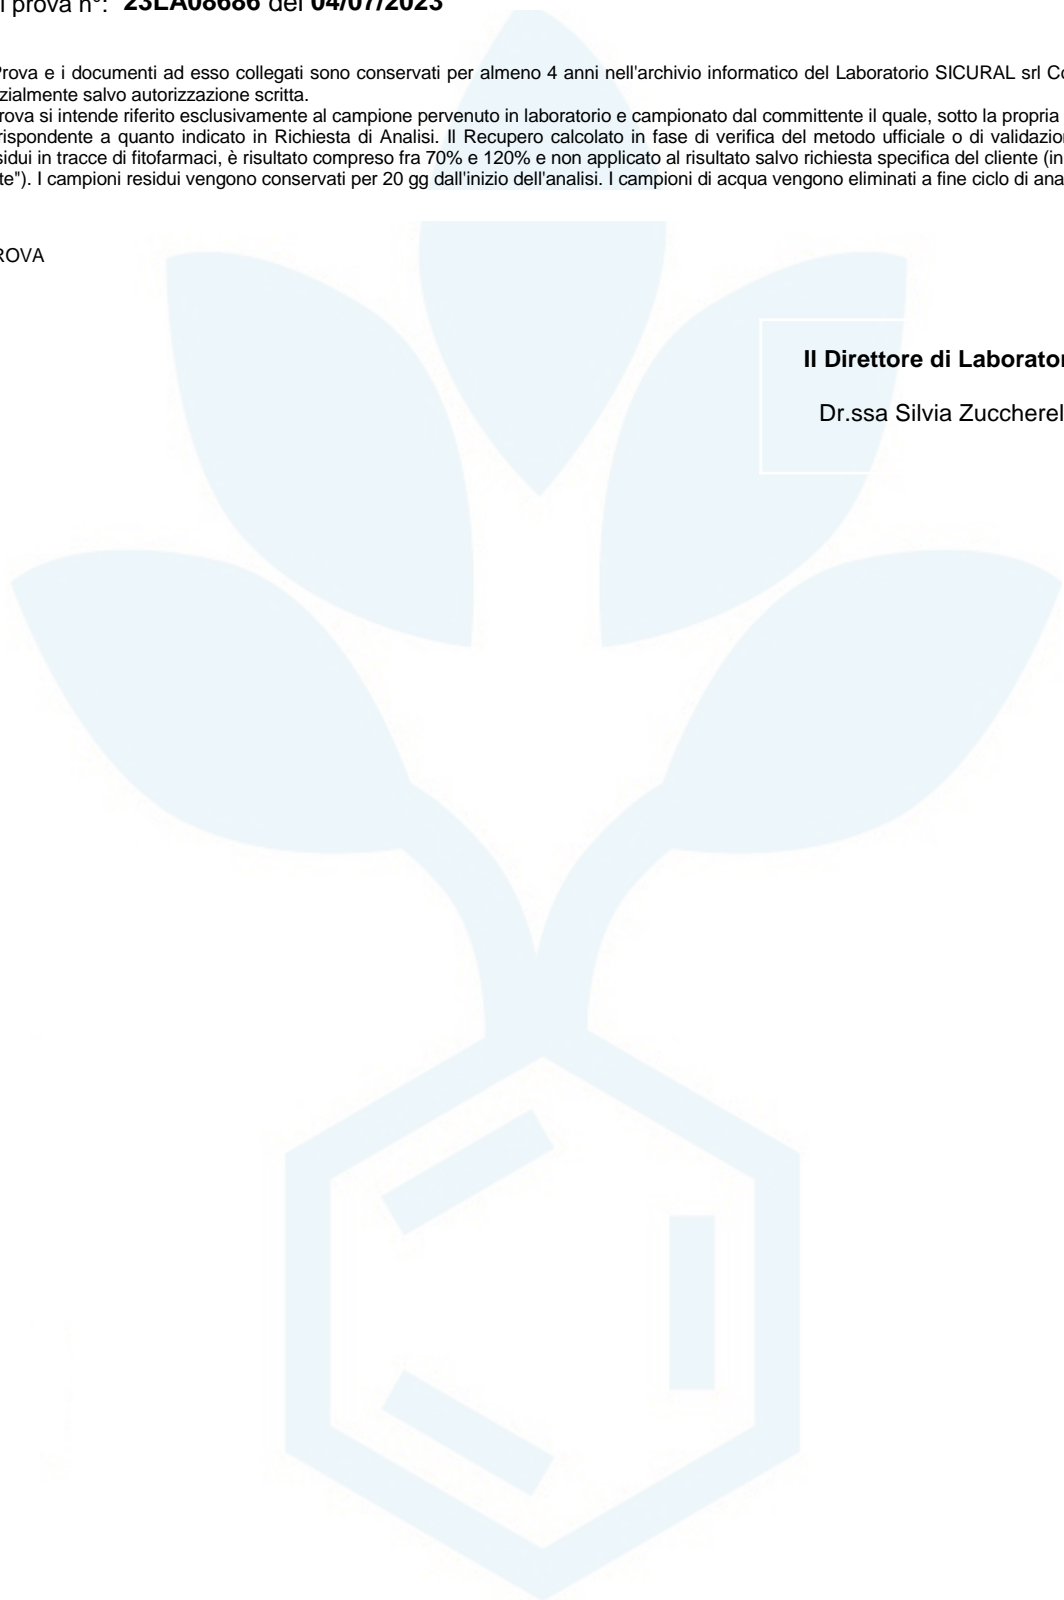 i prova n°: 23LA08686 del 04/07/2023
Prova e i documenti ad esso collegati sono conservati per almeno 4 anni nell'archivio informatico del Laboratorio SICURAL srl Co
zialmente salvo autorizzazione scritta.
rova si intende riferito esclusivamente al campione pervenuto in laboratorio e campionato dal committente il quale, sotto la propria
rispondente a quanto indicato in Richiesta di Analisi. Il Recupero calcolato in fase di verifica del metodo ufficiale o di validazion
sidui in tracce di fitofarmaci, è risultato compreso fra 70% e 120% e non applicato al risultato salvo richiesta specifica del cliente (in
te"). I campioni residui vengono conservati per 20 gg dall'inizio dell'analisi. I campioni di acqua vengono eliminati a fine ciclo di ana
ROVA
Il Direttore di Laborator
Dr.ssa Silvia Zuccherel